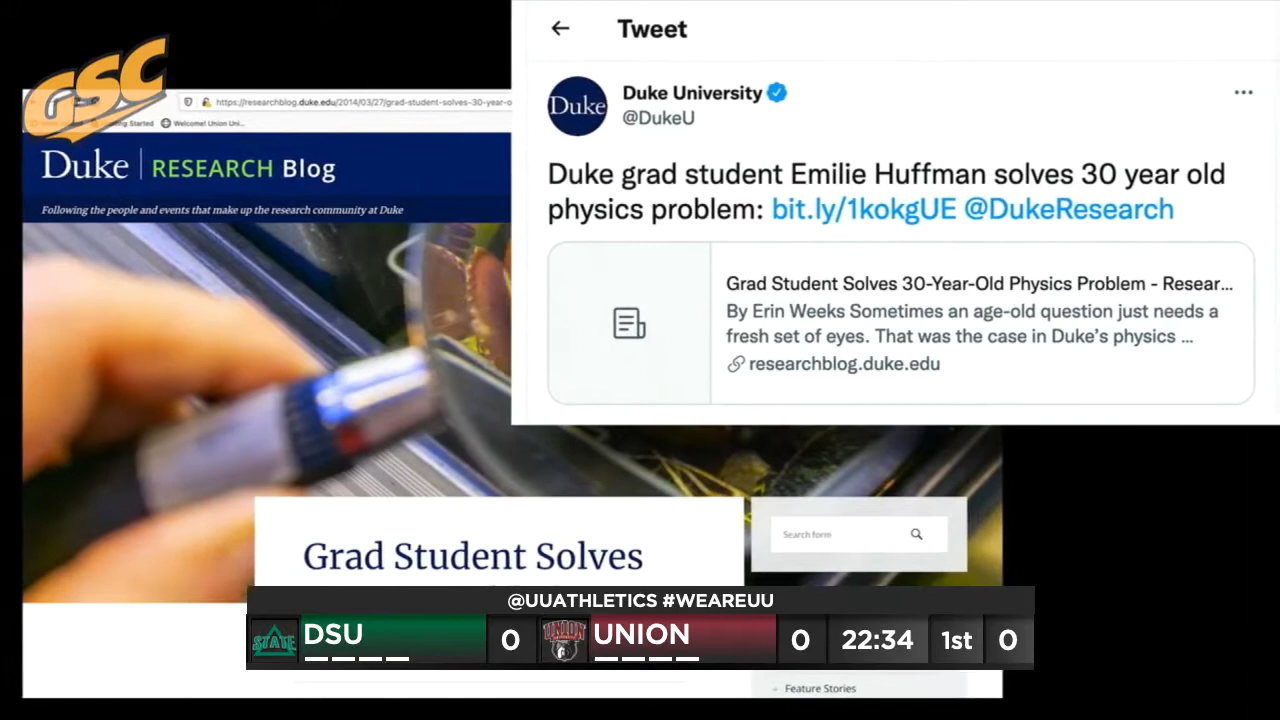 GSC
https://researchblog.duke.edu/2014/03/27/grad-student-solves-30-year-o
Started
Welcome! Union Uni...
Duke | RESEARCH Blog
Following the people and events that make up the research community at Duke
Tweet
Duke
Duke University
@DukeU
Duke grad student Emilie Huffman solves 30 year old
physics problem: bit.ly/1kokgUE @DukeResearch
Grad Student Solves 30-Year-Old Physics Problem - Resear...
By Erin Weeks Sometimes an age-old question just needs a
fresh set of eyes. That was the case in Duke's physics ...
researchblog.duke.edu
Grad Student Solves
Search form
@UUATHLETICS #WEAREUU
STATE DSU 0 UNION UNION 0 22:34 1st 0
Feature Stories